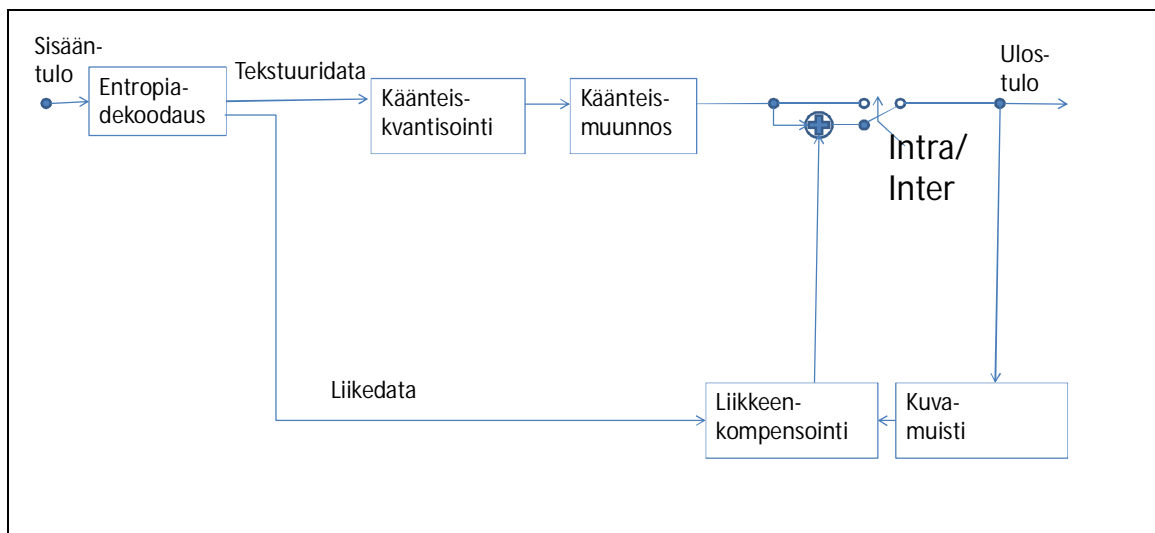 Sisään-
tulo
Entropia-
dekoodaus
Tekstuuridata
Käänteis-
kvantisointi
Käänteis
muunnos
Ulos-
tulo
Intra/
Inter
Liikedata
Liikkeen-
kompensointi
Kuva-
muisti